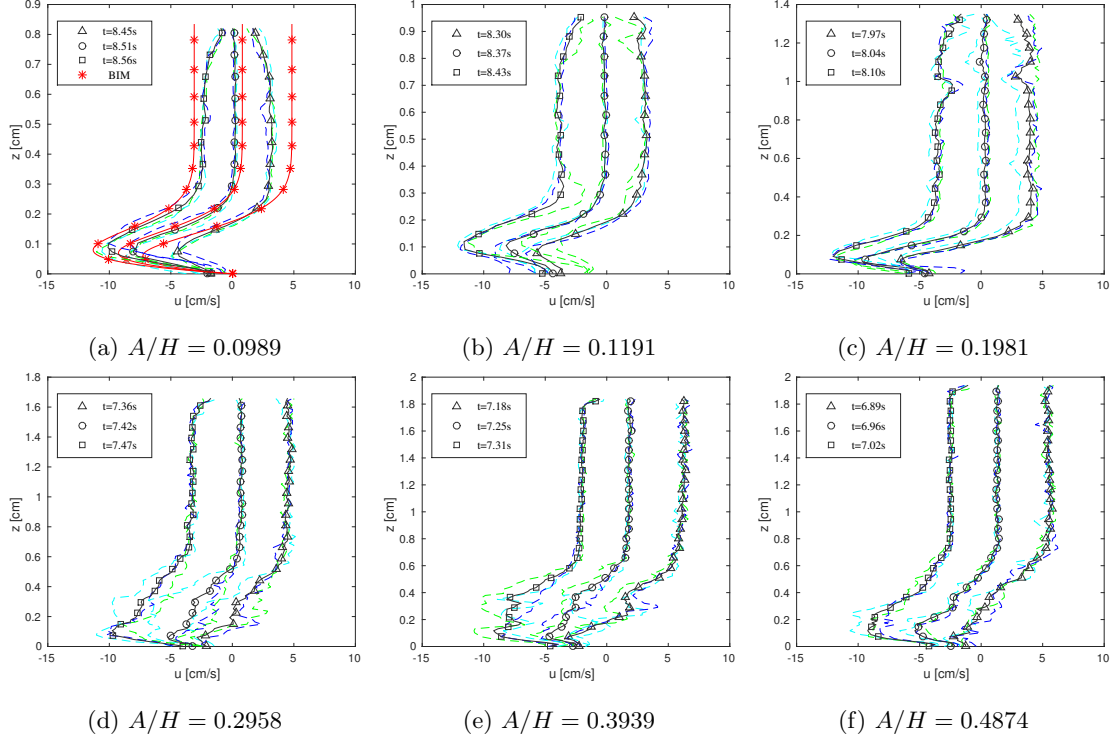 0.9
0.8
0.7
0.6
0.5
0.4
0.3
0.2
0.1
0
z [cm]
t=8.45s
t=8.51s
t=8.56s
BIM
-15 -10 -5 0 5 10
u [cm/s]
(a) A/H = 0.0989
1
0.9
0.8
0.7
0.6
0.5
0.4
0.3
0.2
0.1
0
z [cm]
t=8.30s
t=8.37s
t=8.43s
-15 -10 -5 0 5 10
u [cm/s]
(b) A/H = 0.1191
1.4
1.2
1
0.8
0.6
0.4
0.2
0
z [cm]
t=7.97s
t=8.04s
t=8.10s
-15 -10 -5 0 5 10
u [cm/s]
(c) A/H = 0.1981
1.8
1.6
1.4
1.2
1
0.8
0.6
0.4
0.2
0
z [cm]
t=7.36s
t=7.42s
t=7.47s
-15 -10 -5 0 5 10
u [cm/s]
(d) A/H = 0.2958
2
1.8
1.6
1.4
1.2
1
0.8
0.6
0.4
0.2
0
z [cm]
t=7.18s
t=7.25s
t=7.31s
-15 -10 -5 0 5 10
u [cm/s]
(e) A/H = 0.3939
2
1.8
1.6
1.4
1.2
1
0.8
0.6
0.4
0.2
0
z [cm]
t=6.89s
t=6.96s
t=7.02s
-15 -10 -5 0 5 10
u [cm/s]
(f) A/H = 0.4874